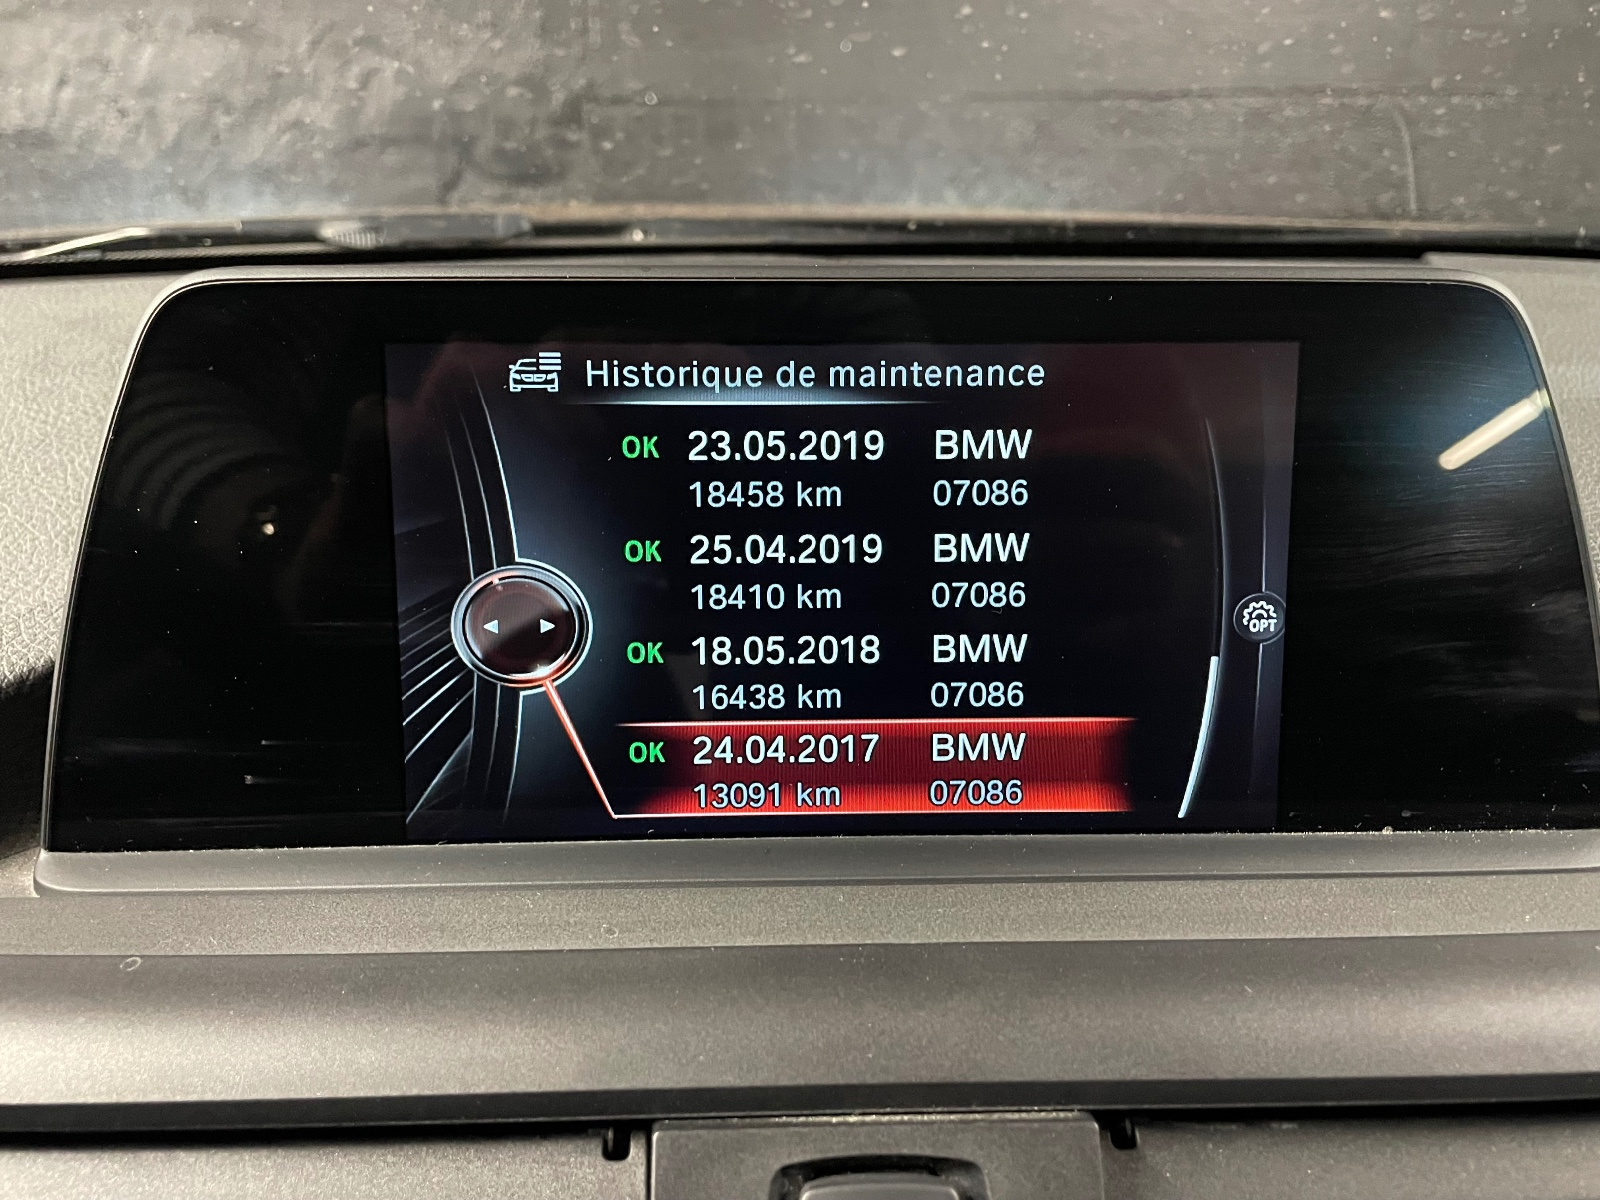 Historique de maintenance
OK 23.05.2019 BMW
18458 km 07086
OK 25.04.2019 BMW
18410 km 07086
OK 18.05.2018 BMW
16438 km 07086
OK 24.04.2017 BMW
13091 km 07086
OPT